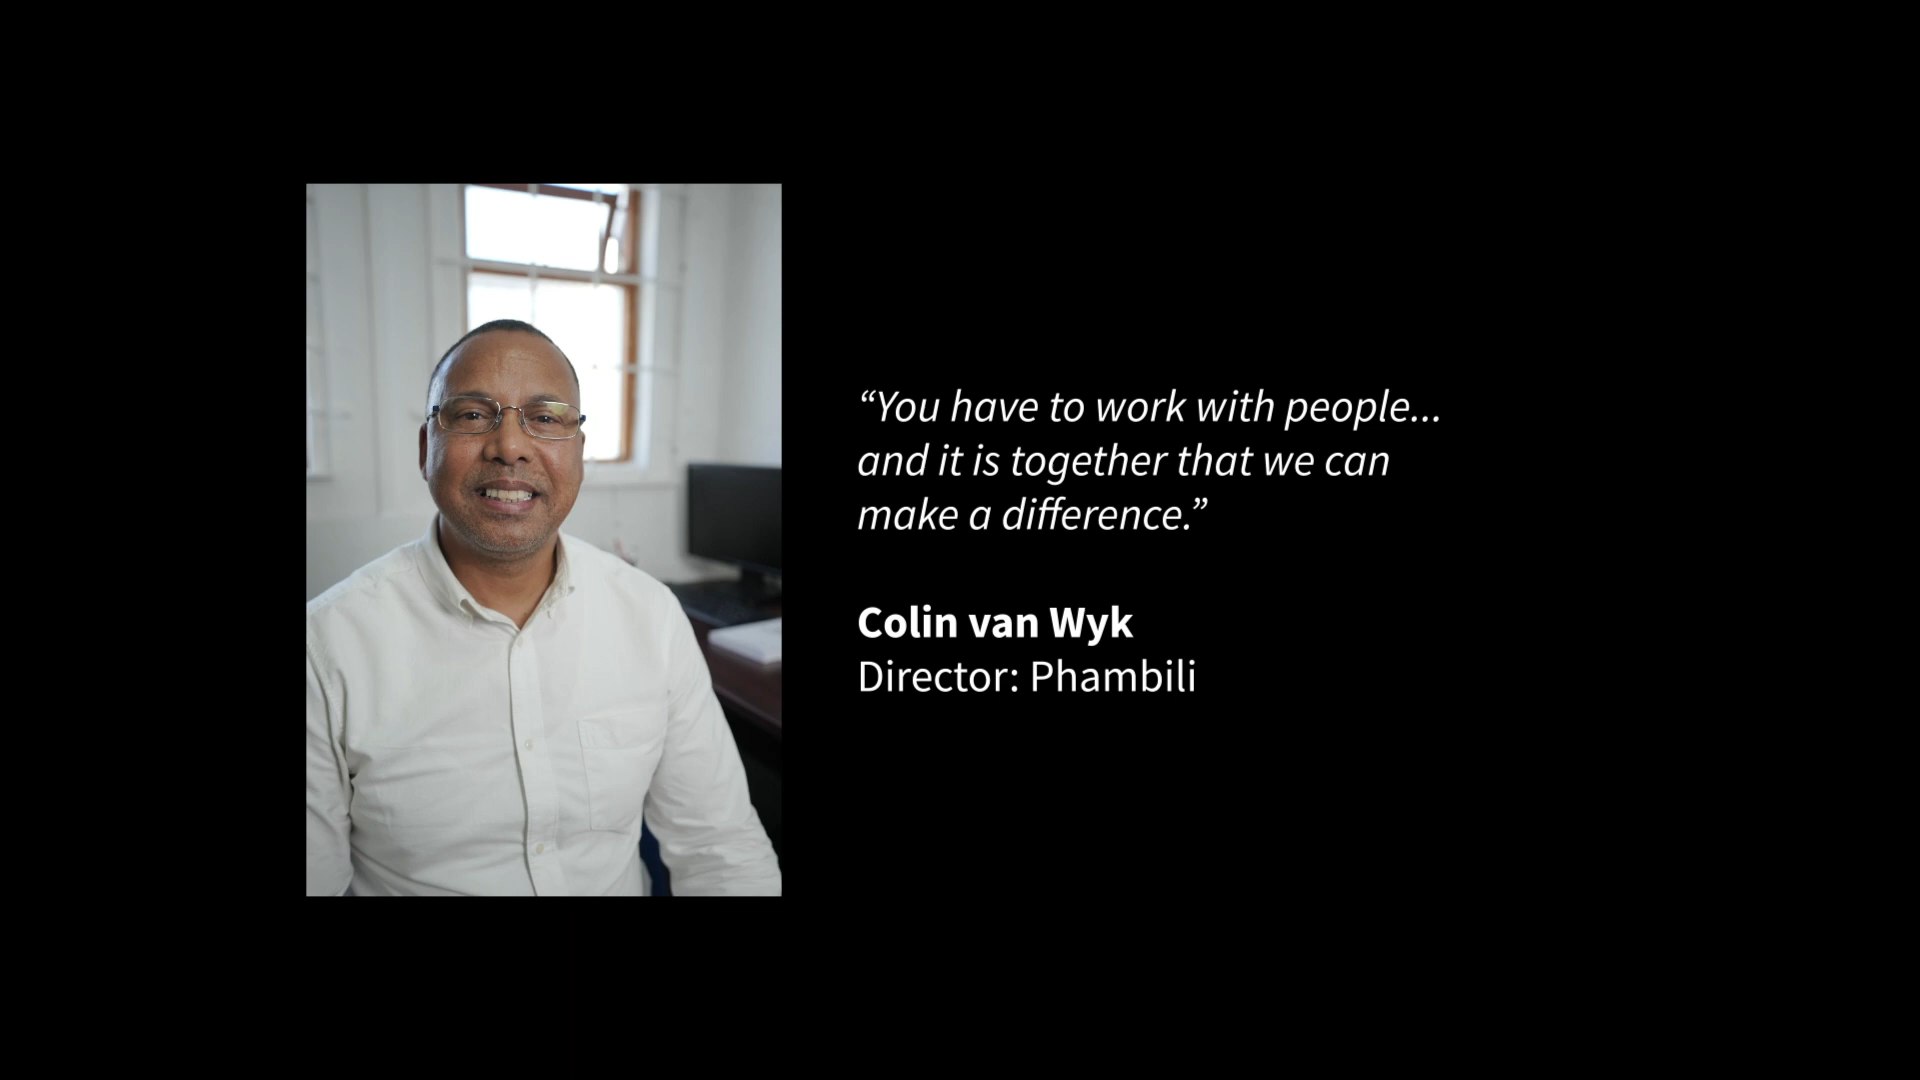 “You have to work with people...
and it is together that we can
make a difference.”
Colin van Wyk
Director: Phambili